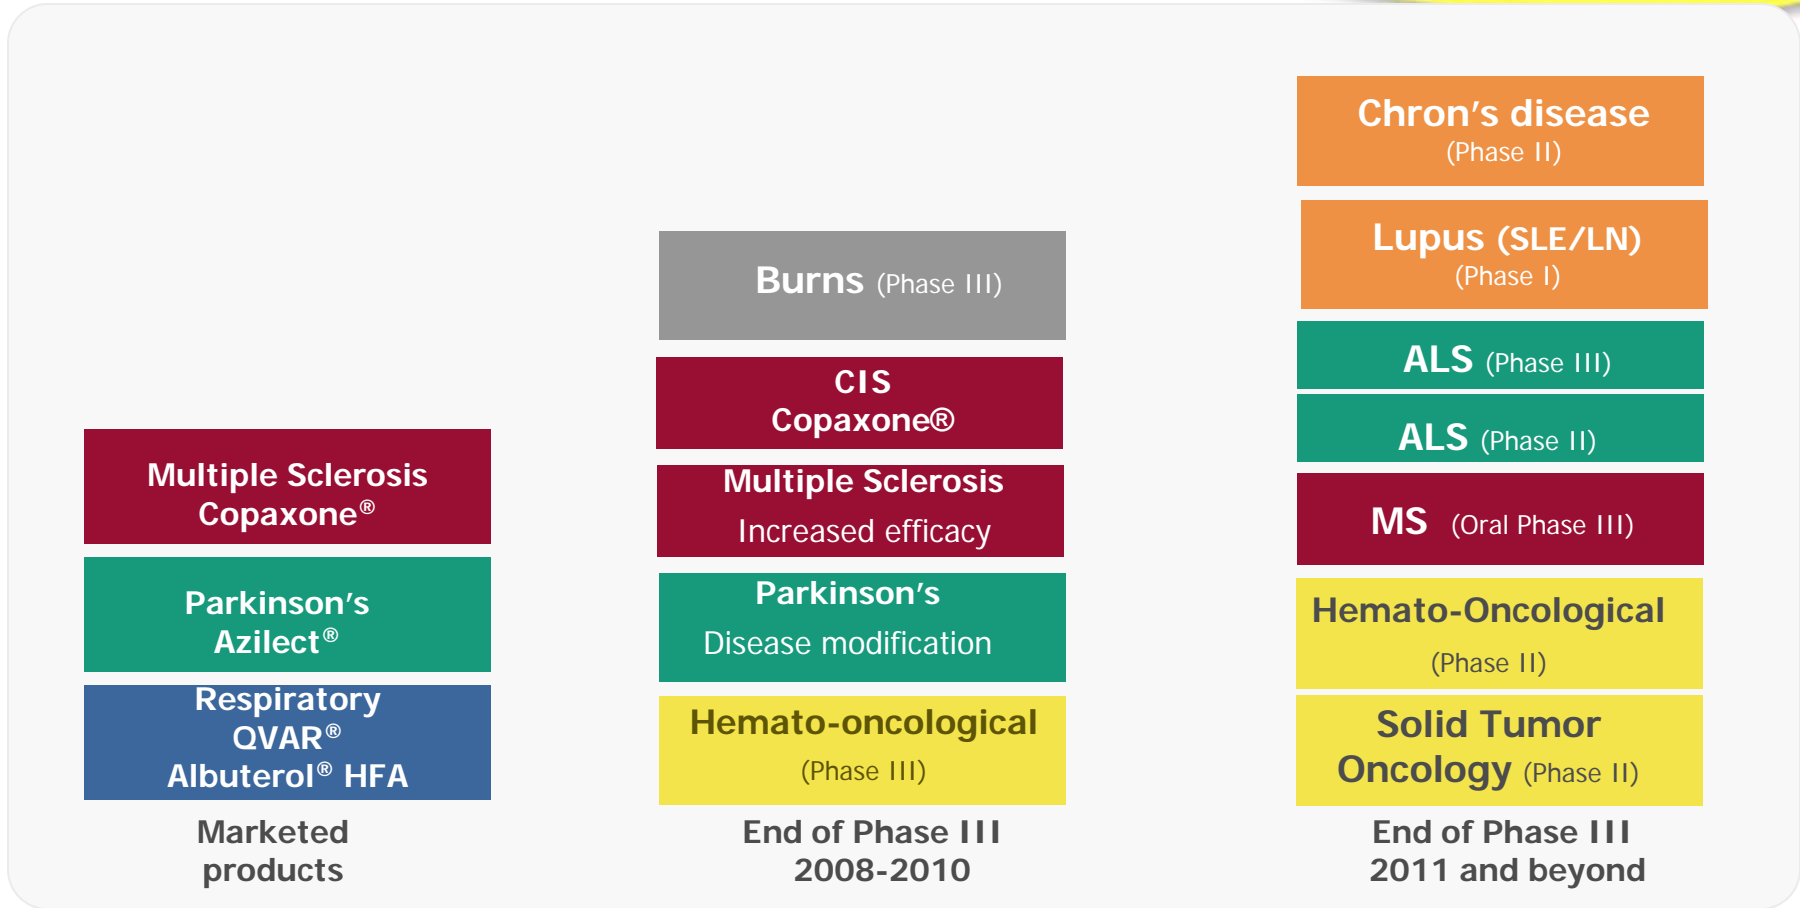 Multiple Sclerosis
Copaxone®
Parkinson's
Azilect®
Respiratory
QVAR®
Albuterol® HFA
Marketed
products
Burns (Phase III)
CIS
Copaxone®
Multiple Sclerosis
Increased efficacy
Parkinson's
Disease modification
Hemato-oncological
(Phase III)
End of Phase III
2008-2010
Chron's disease
(Phase II)
Lupus (SLE/LN)
(Phase I)
ALS (Phase III)
ALS (Phase II)
MS (Oral Phase III)
Hemato-Oncological
(Phase II)
Solid Tumor
Oncology (Phase II)
End of Phase III
2011 and beyond